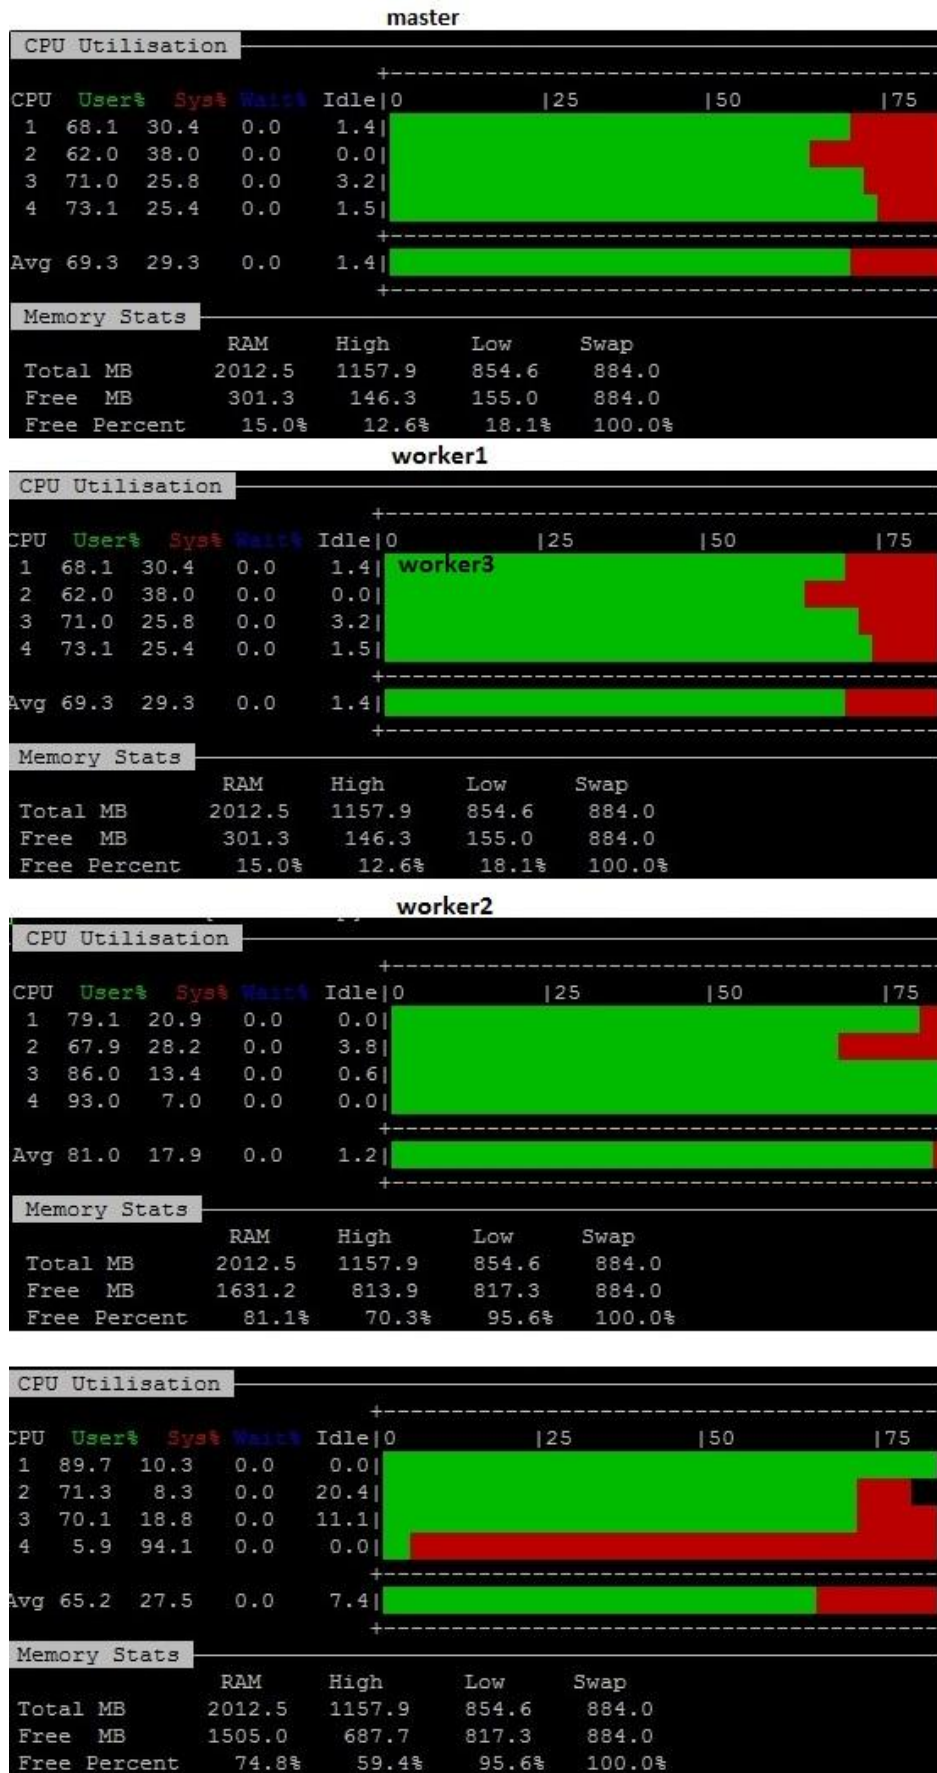 master
CPU Utilisation
CPU User% Sys% Wait% Idle|0 |25 |50 |75
1 68.1 30.4 0.0 1.4|
2 62.0 38.0 0.0 0.0|
3 71.0 25.8 0.0 3.2|
4 73.1 25.4 0.0 1.5|
Avg 69.3 29.3 0.0 1.4|
Memory Stats
RAM High Low Swap
Total MB 2012.5 1157.9 854.6 884.0
Free MB 301.3 146.3 155.0 884.0
Free Percent 15.0% 12.6% 18.1% 100.0%
worker1
CPU Utilisation
CPU User% Sys% Wait% Idle|0 |25 |50 |75
1 68.1 30.4 0.0 1.4| worker3
2 62.0 38.0 0.0 0.0|
3 71.0 25.8 0.0 3.2|
4 73.1 25.4 0.0 1.5|
Avg 69.3 29.3 0.0 1.4|
Memory Stats
RAM High Low Swap
Total MB 2012.5 1157.9 854.6 884.0
Free MB 301.3 146.3 155.0 884.0
Free Percent 15.0% 12.6% 18.1% 100.0%
worker2
CPU Utilisation
CPU User% Sys% Wait% Idle|0 |25 |50 |75
1 79.1 20.9 0.0 0.0|
2 67.9 28.2 0.0 3.8|
3 86.0 13.4 0.0 0.6|
4 93.0 7.0 0.0 0.0|
Avg 81.0 17.9 0.0 1.2|
Memory Stats
RAM High Low Swap
Total MB 2012.5 1157.9 854.6 884.0
Free MB 1631.2 813.9 817.3 884.0
Free Percent 81.1% 70.3% 95.6% 100.0%
CPU Utilisation
CPU User% Sys% Wait% Idle|0 |25 |50 |75
1 89.7 10.3 0.0 0.0|
2 71.3 8.3 0.0 20.4|
3 70.1 18.8 0.0 11.1|
4 5.9 94.1 0.0 0.0|
Avg 65.2 27.5 0.0 7.4|
Memory Stats
RAM High Low Swap
Total MB 2012.5 1157.9 854.6 884.0
Free MB 1505.0 687.7 817.3 884.0
Free Percent 74.8% 59.4% 95.6% 100.0%